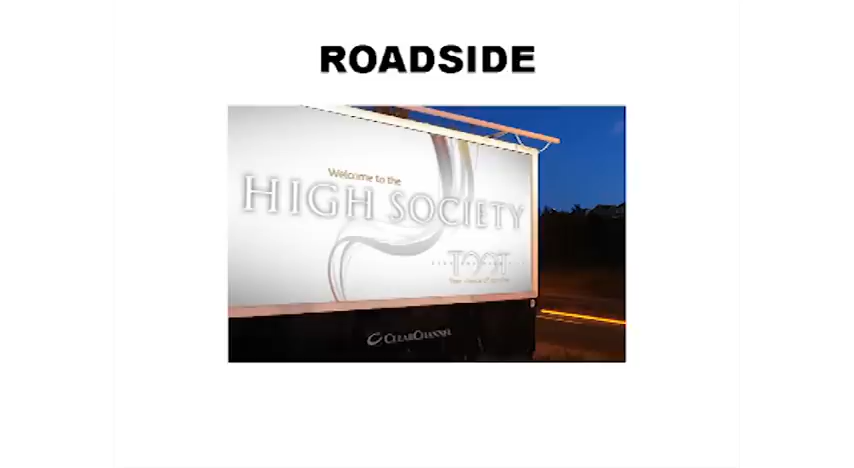 ROADSIDE
Welcome to the
HIGH SOCIETY
TOOT
CLEARCHANNEL